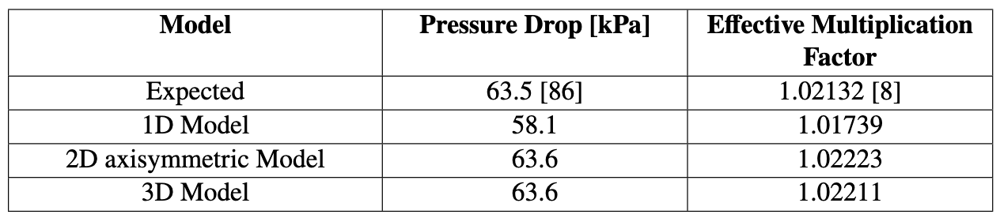 Model Pressure Drop [kPa] Effective Multiplication
Factor
Expected 63.5 [86] 1.02132 [8]
1D Model 58.1 1.01739
2D axisymmetric Model 63.6 1.02223
3D Model 63.6 1.02211